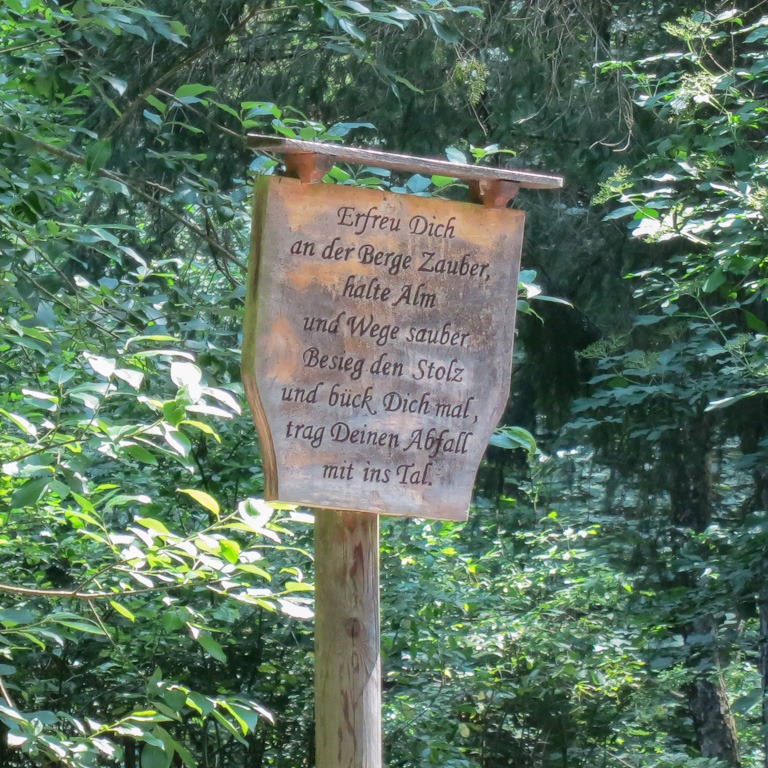 Erfreu Dich
an der Berge Zauber,
halte Alm
und Wege sauber.
Besieg den Stolz
und bück Dich mal,
trag Deinen Abfall
mit ins Tal.